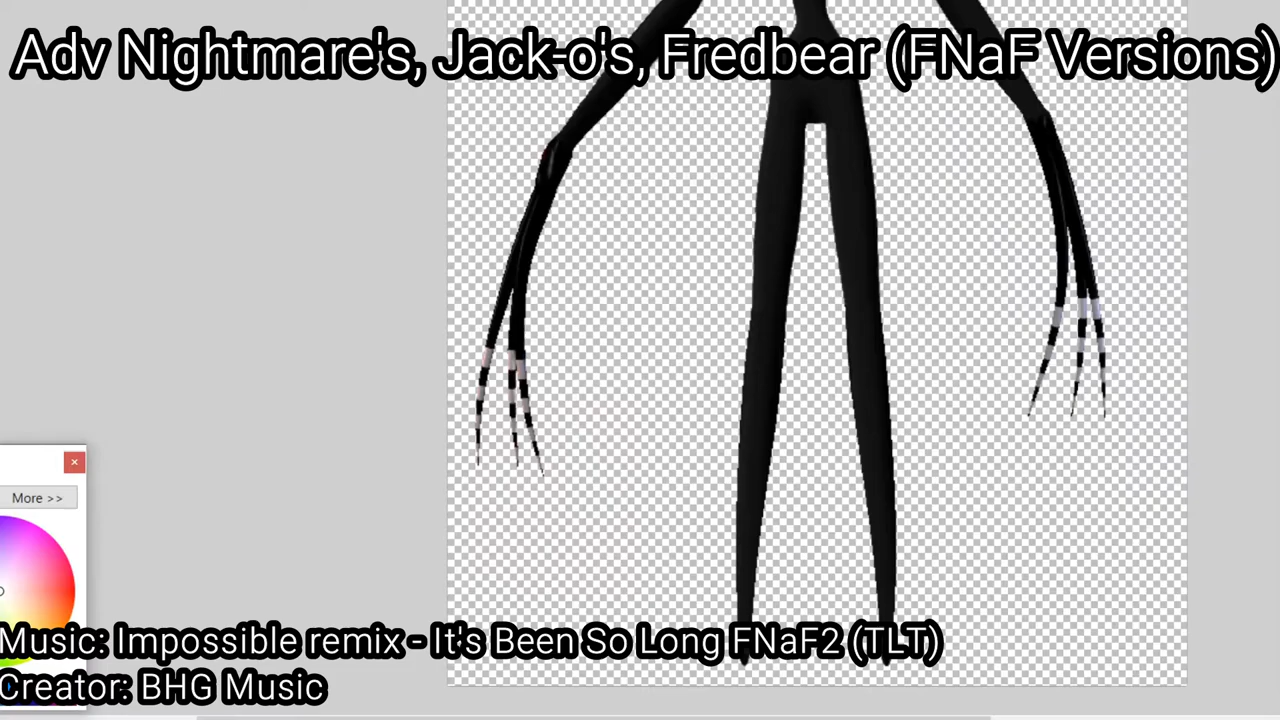 Adv Nightmare's, Jack-o's, Fredbear (FNaF Versions)
More >>
Music: Impossible remix - It's Been So Long FNaF2 (TLT)
Creator: BHG Music